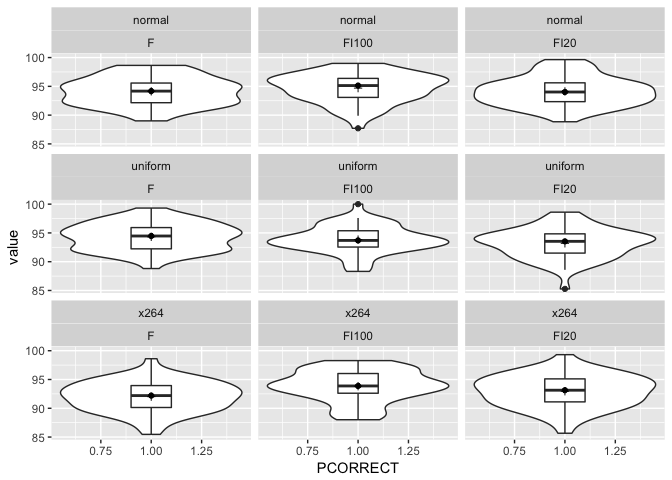 normal normal normal
F FI100 FI20
100
95
90
85
uniform uniform uniform
F FI100 FI20
100
95
90
85
x264 x264 x264
F FI100 FI20
100
95
90
85
0.75 1.00 1.25 0.75 1.00 1.25 0.75 1.00 1.25
value
PCORRECT